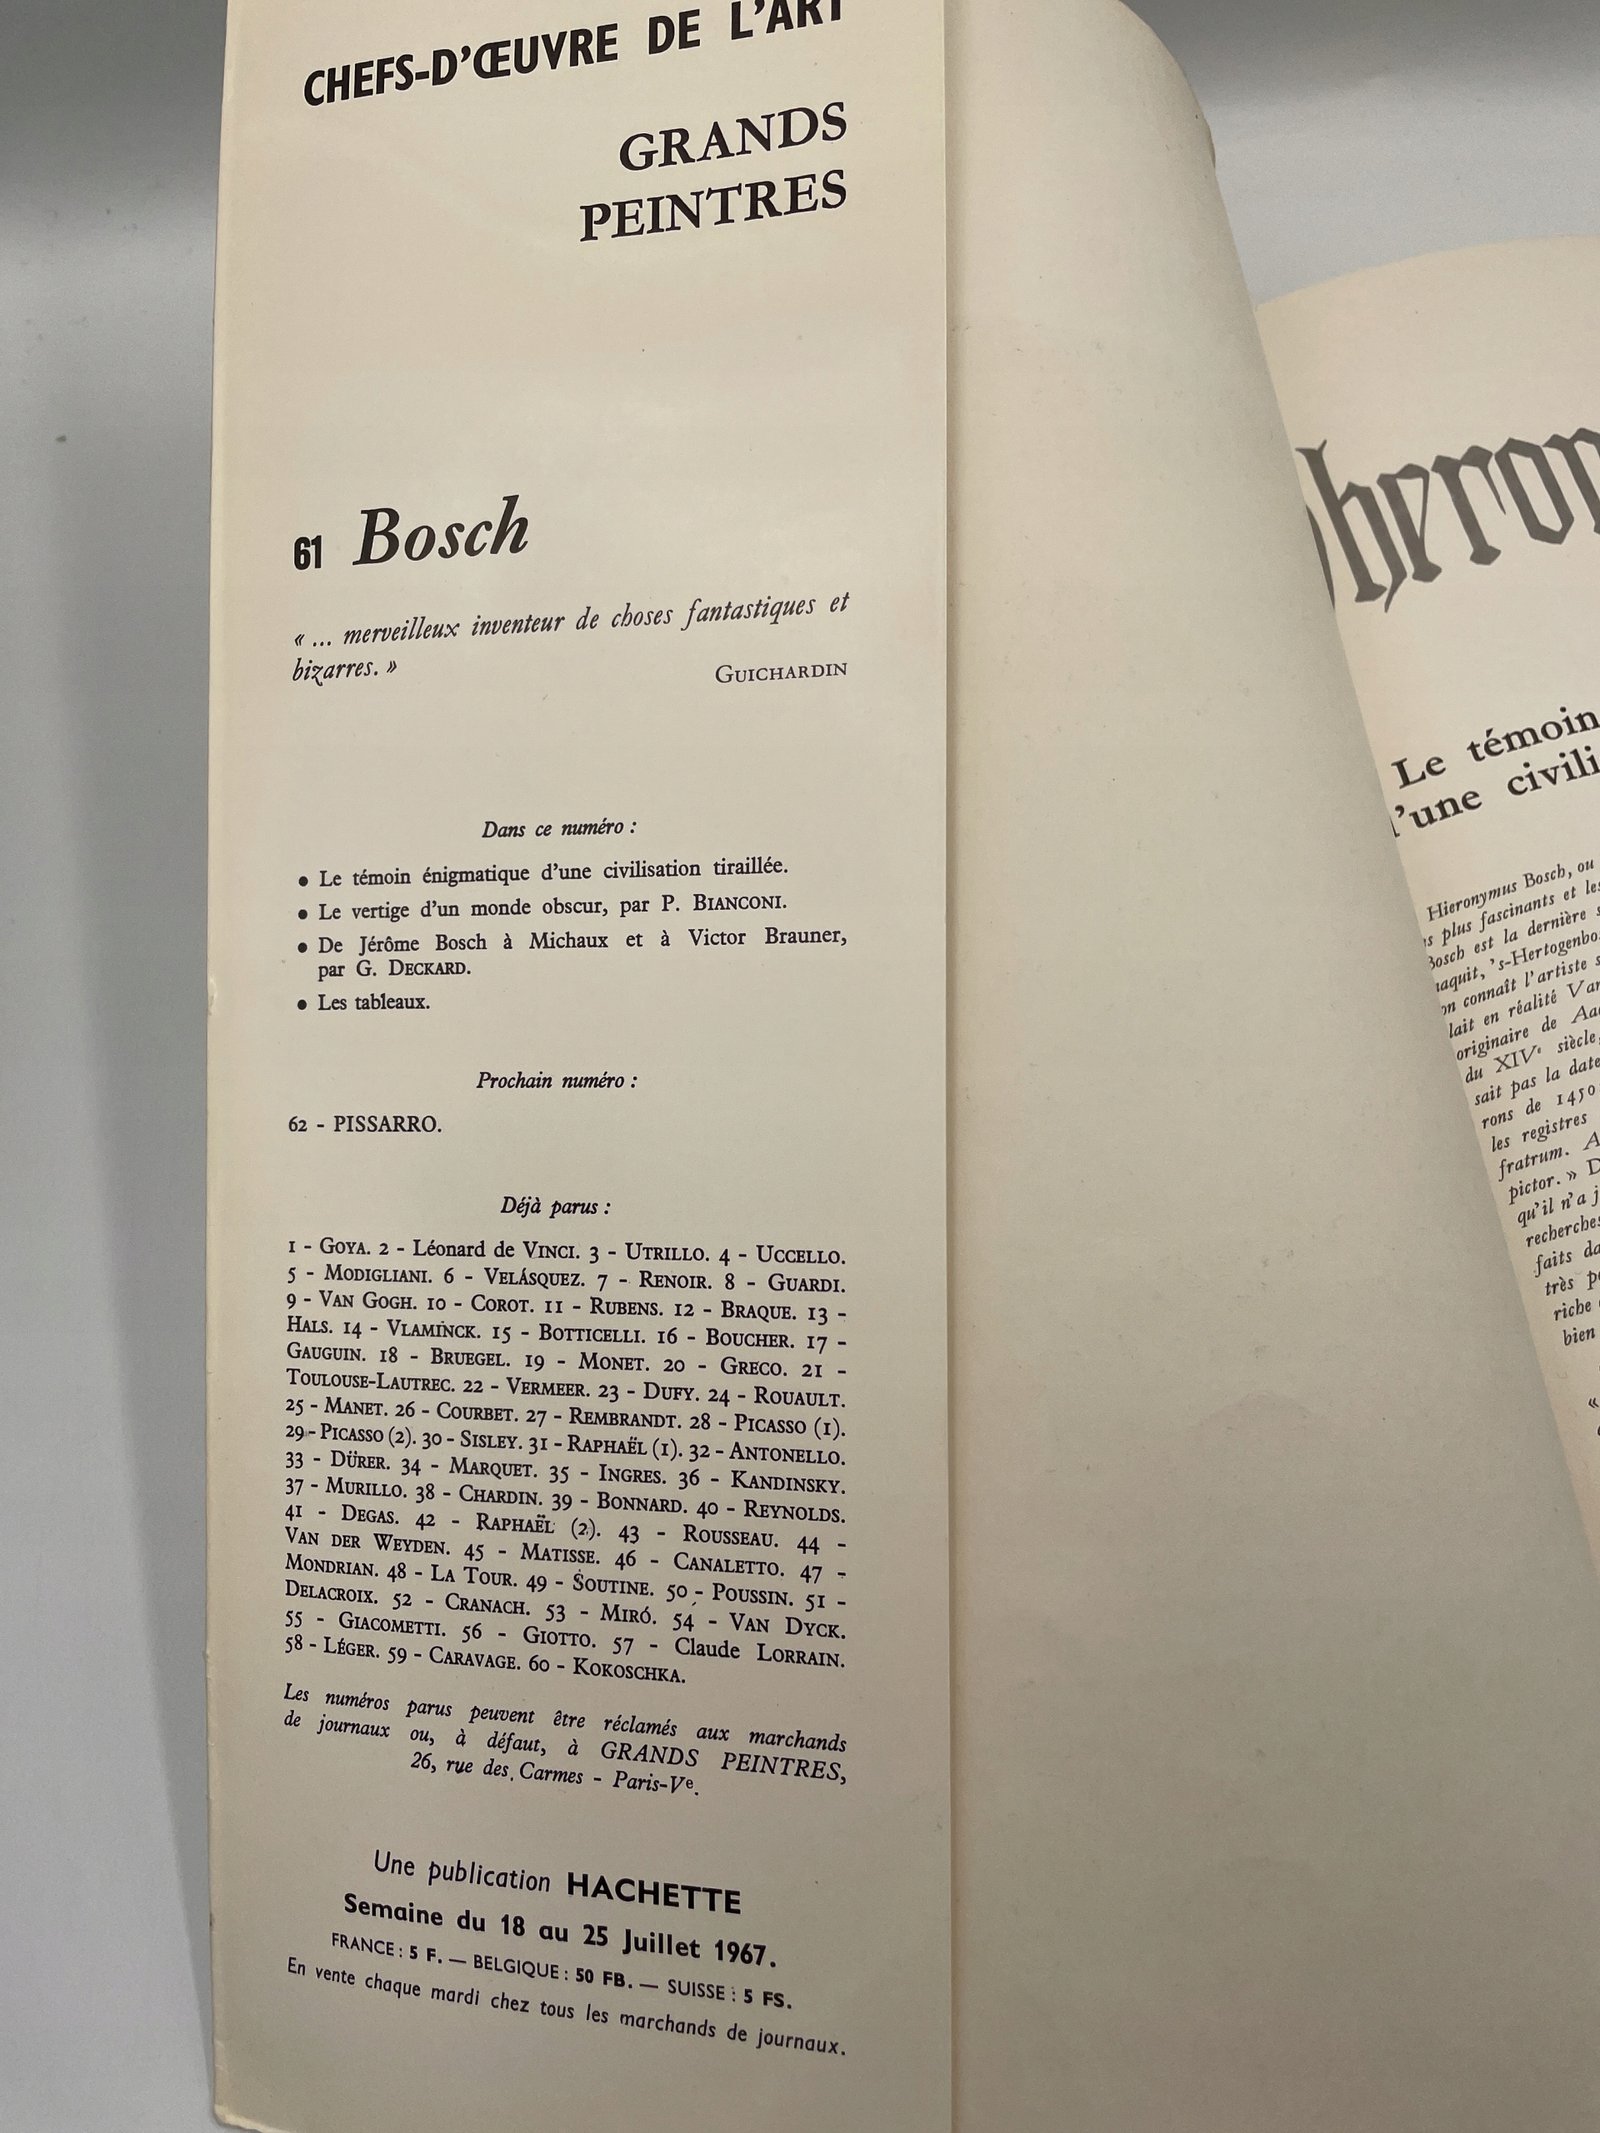 CHEFS-D'ŒUVRE DE L'ART
GRANDS
PEINTRES
61 Bosch
« ... merveilleux inventeur de choses fantastiques et
bizarres. »
GUICHARDIN
Dans ce numéro :
● Le témoin énigmatique d'une civilisation tiraillée.
● Le vertige d'un monde obscur, par P. BIANCONI.
● De Jérôme Bosch à Michaux et à Victor Brauner,
par G. DECKARD.
● Les tableaux.
Prochain numéro :
62 - PISSARRO.
Déjà parus :
1 - GOYA. 2 - Léonard de VINCI. 3 - UTRILLO. 4 - UCCELLO.
5 - MODIGLIANI. 6 - VELÁSQUEZ. 7 - RENOIR. 8 - GUARDI.
9 - VAN GOGH. 10 - COROT. 11 - RUBENS. 12 - BRAQUE. 13 -
HALS. 14 - VLAMINCK. 15 - BOTTICELLI. 16 - BOUCHER. 17 -
GAUGUIN. 18 - BRUEGEL. 19 - MONET. 20 - GRECO. 21 -
TOULOUSE-LAUTREC. 22 - VERMEER. 23 - DUFY. 24 - ROUAULT.
25 - MANET. 26 - COURBET. 27 - REMBRANDT. 28 - PICASSO (1).
29 - PICASSO (2). 30 - SISLEY. 31 - RAPHAËL (1). 32 - ANTONELLO.
33 - DÜRER. 34 - MARQUET. 35 - INGRES. 36 - KANDINSKY.
37 - MURILLO. 38 - CHARDIN. 39 - BONNARD. 40 - REYNOLDS.
41 - DEGAS. 42 - RAPHAËL (2). 43 - ROUSSEAU. 44 -
VAN DER WEYDEN. 45 - MATISSE. 46 - CANALETTO. 47 -
MONDRIAN. 48 - LA TOUR. 49 - SOUTINE. 50 - POUSSIN. 51 -
DELACROIX. 52 - CRANACH. 53 - MIRÓ. 54 - VAN DYCK.
55 - GIACOMETTI. 56 - GIOTTO. 57 - Claude LORRAIN.
58 - LÉGER. 59 - CARAVAGE. 60 - KOKOSCHKA.
Les numéros parus peuvent être réclamés aux marchands
de journaux ou, à défaut, à GRANDS PEINTRES,
26, rue des Carmes - Paris-Vᵉ.
Une publication HACHETTE
Semaine du 18 au 25 Juillet 1967.
FRANCE : 5 F. — BELGIQUE : 50 FB. — SUISSE : 5 FS.
En vente chaque mardi chez tous les marchands de journaux.
heron
Le témoin
l'une civili
Hieronymus Bosch, ou
s plus fascinants et les
Bosch est la dernière s
naquit, 's-Hertogenbo
on connaît l'artiste s
lait en réalité Va
originaire de Aa
du XIVᵉ siècle,
sait pas la date
rons de 1450
les registres
fratrum. A
pictor. » D
qu'il n'a j
recherches
faits da
très p
riche
bien
«